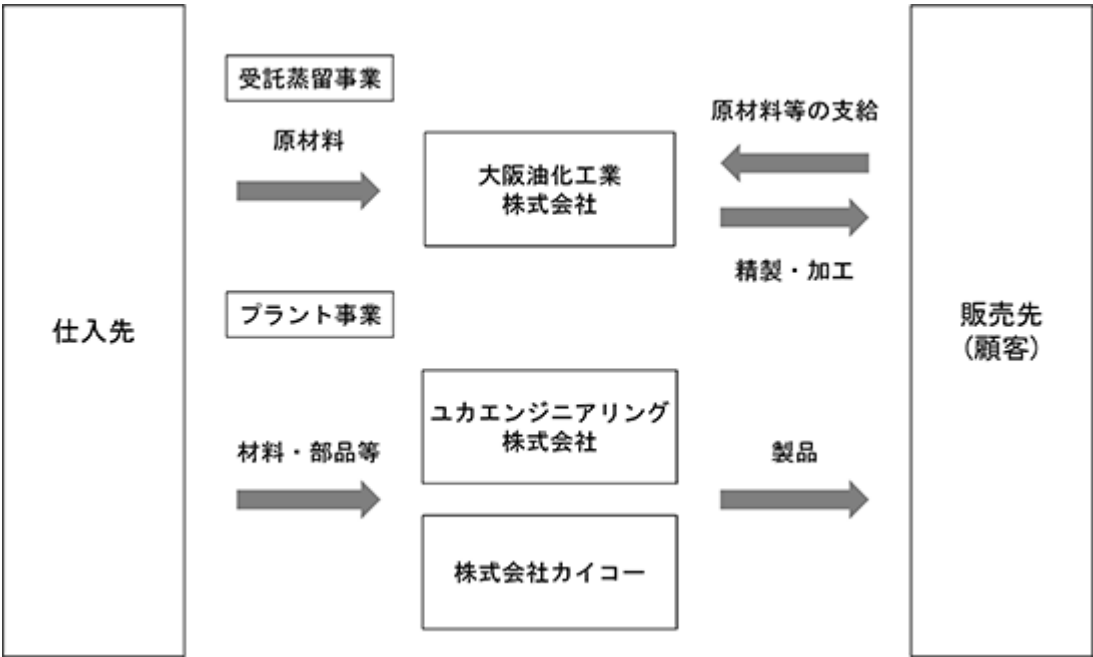 仕入先
受託蒸留事業
原材料
大阪油化工業
株式会社
原材料等の支給
精製・加工
プラント事業
材料・部品等
ユカエンジニアリング
株式会社
株式会社カイコー
製品
販売先
(顧客)